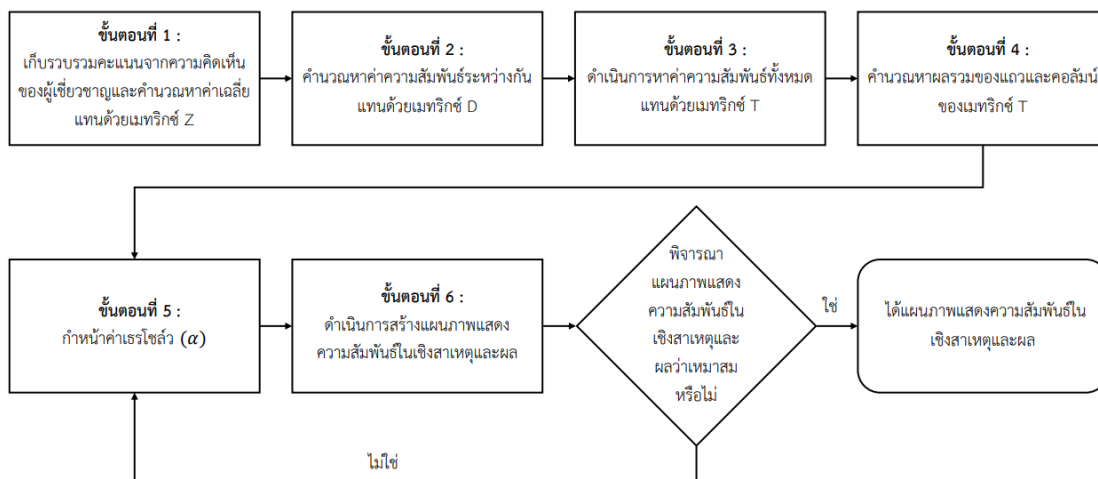 ขั้นตอนที่ 1 :
เก็บรวบรวมคะแนนจากความคิดเห็น
ของผู้เชี่ยวชาญและคำนวณหาค่าเฉลี่ย
แทนด้วยเมทริกซ์ Z
ขั้นตอนที่ 2 :
คำนวณหาค่าความสัมพันธ์ระหว่างกัน
แทนด้วยเมทริกซ์ D
ขั้นตอนที่ 3 :
ดำเนินการหาค่าความสัมพันธ์ทั้งหมด
แทนด้วยเมทริกซ์ T
ขั้นตอนที่ 4 :
คำนวณหาผลรวมของแถวและคอลัมน์
ของเมทริกซ์ T
ขั้นตอนที่ 5 :
กำหน้าค่าเธรโชล์ว (α)
ขั้นตอนที่ 6 :
ดำเนินการสร้างแผนภาพแสดง
ความสัมพันธ์ในเชิงสาเหตุและผล
พิจารณา
แผนภาพแสดง
ความสัมพันธ์ใน
เชิงสาเหตุและ
ผลว่าเหมาสม
หรือไม่
ใช่
ได้แผนภาพแสดงความสัมพันธ์ใน
เชิงสาเหตุและผล
ไม่ใช่